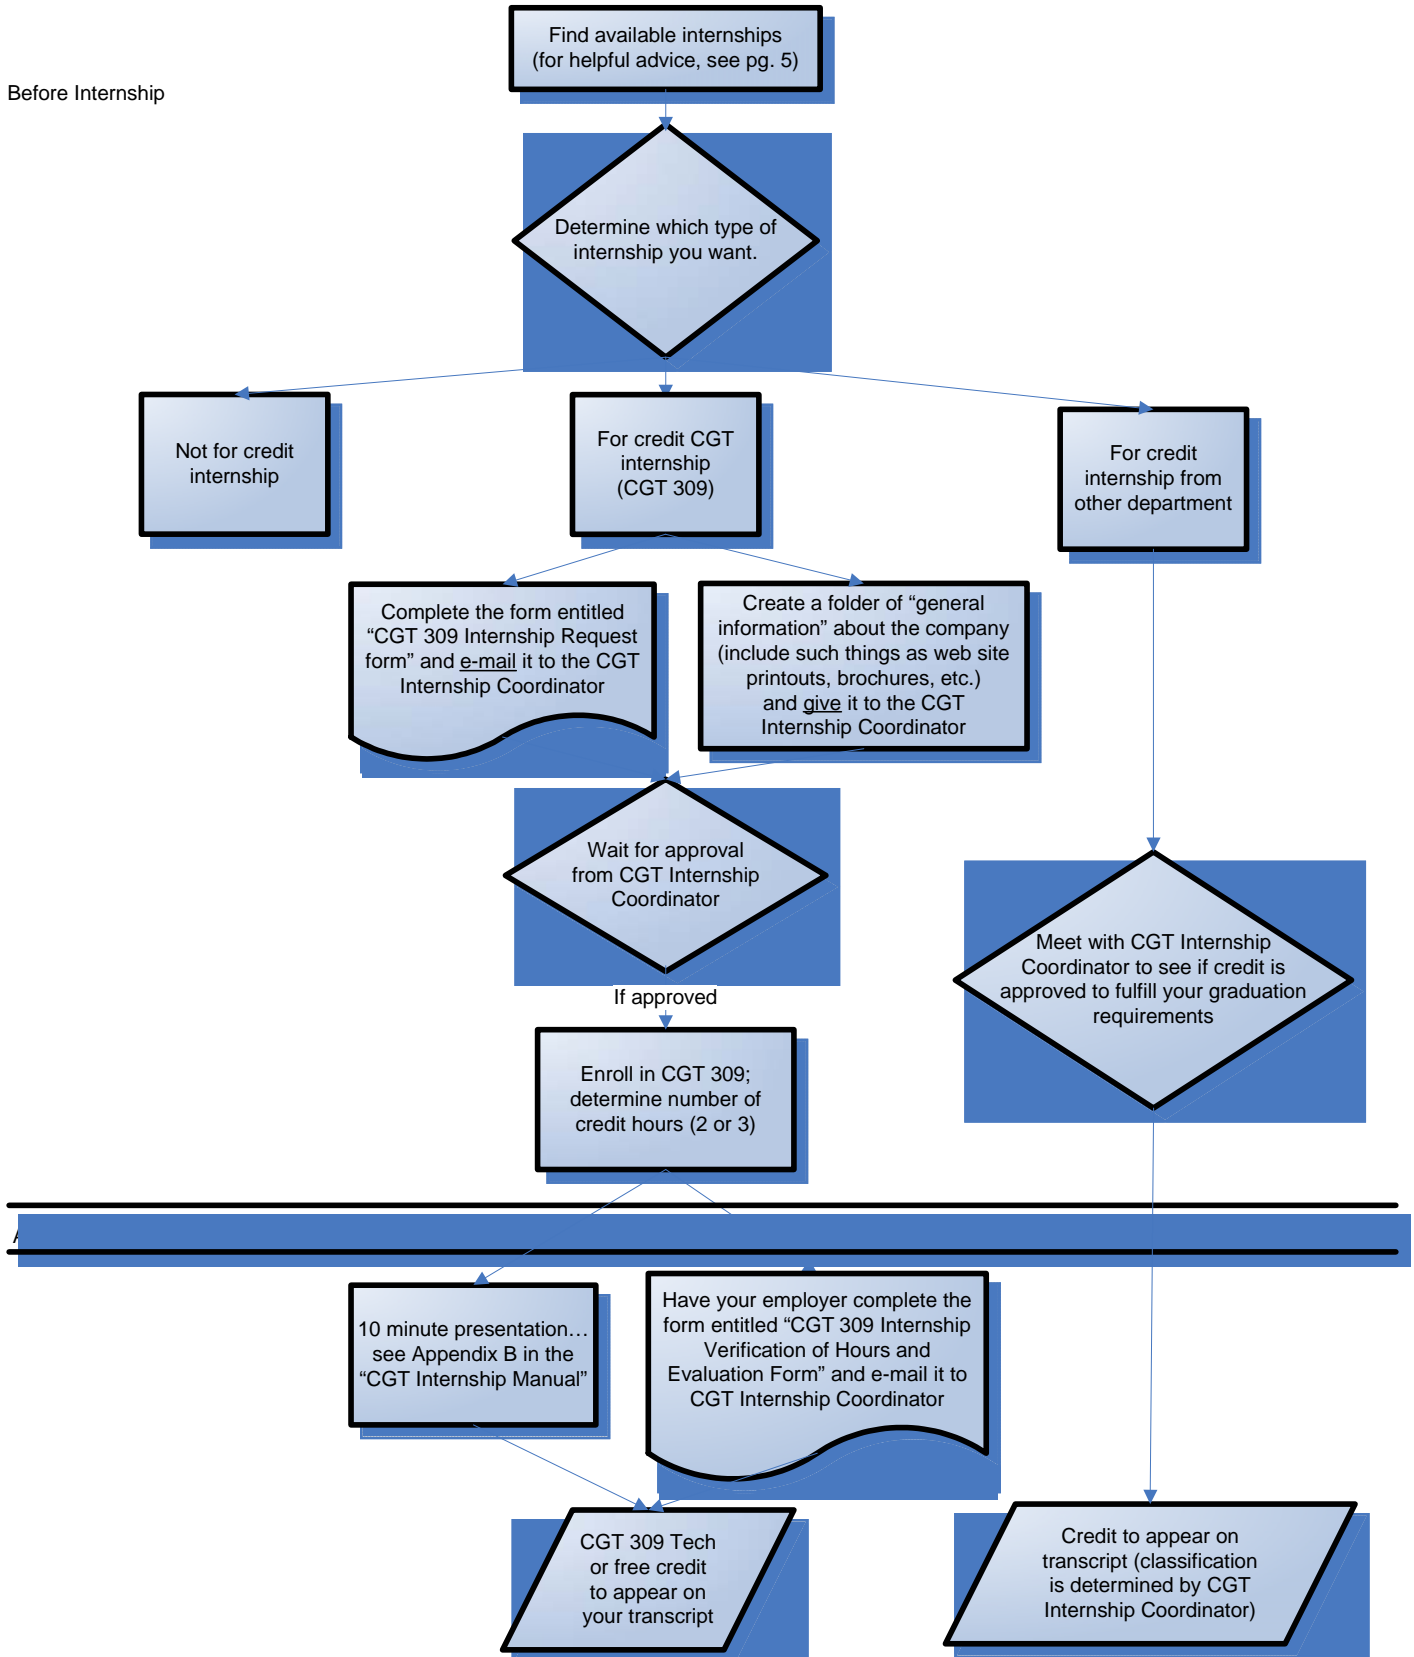 Find available internships
(for helpful advice, see pg. 5)
Before Internship
Determine which type of
internship you want.
Not for credit
internship
For credit CGT
internship
(CGT 309)
For credit
internship from
other department
Complete the form entitled
“CGT 309 Internship Request
form” and e-mail it to the CGT
Internship Coordinator
Create a folder of “general
information” about the company
(include such things as web site
printouts, brochures, etc.)
and give it to the CGT
Internship Coordinator
Wait for approval
from CGT Internship
Coordinator
Meet with CGT Internship
Coordinator to see if credit is
approved to fulfill your graduation
requirements
If approved
Enroll in CGT 309;
determine number of
credit hours (2 or 3)
10 minute presentation…
see Appendix B in the
“CGT Internship Manual”
Have your employer complete the
form entitled “CGT 309 Internship
Verification of Hours and
Evaluation Form” and e-mail it to
CGT Internship Coordinator
CGT 309 Tech
or free credit
to appear on
your transcript
Credit to appear on
transcript (classification
is determined by CGT
Internship Coordinator)